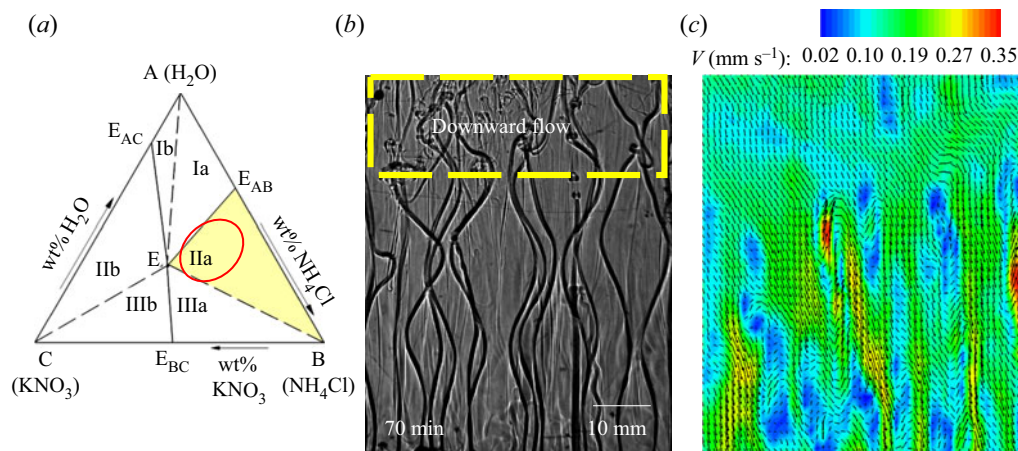 (a)
A (H2O)
EAC
Ib
Ia
EAB
wt% H2O
wt% NH4Cl
E
IIa
IIb
IIIb
IIIa
C
(KNO3)
EBC
wt%
KNO3
B
(NH4Cl)
(b)
Downward flow
70 min
10 mm
(c)
V (mm s−1): 0.02 0.10 0.19 0.27 0.35